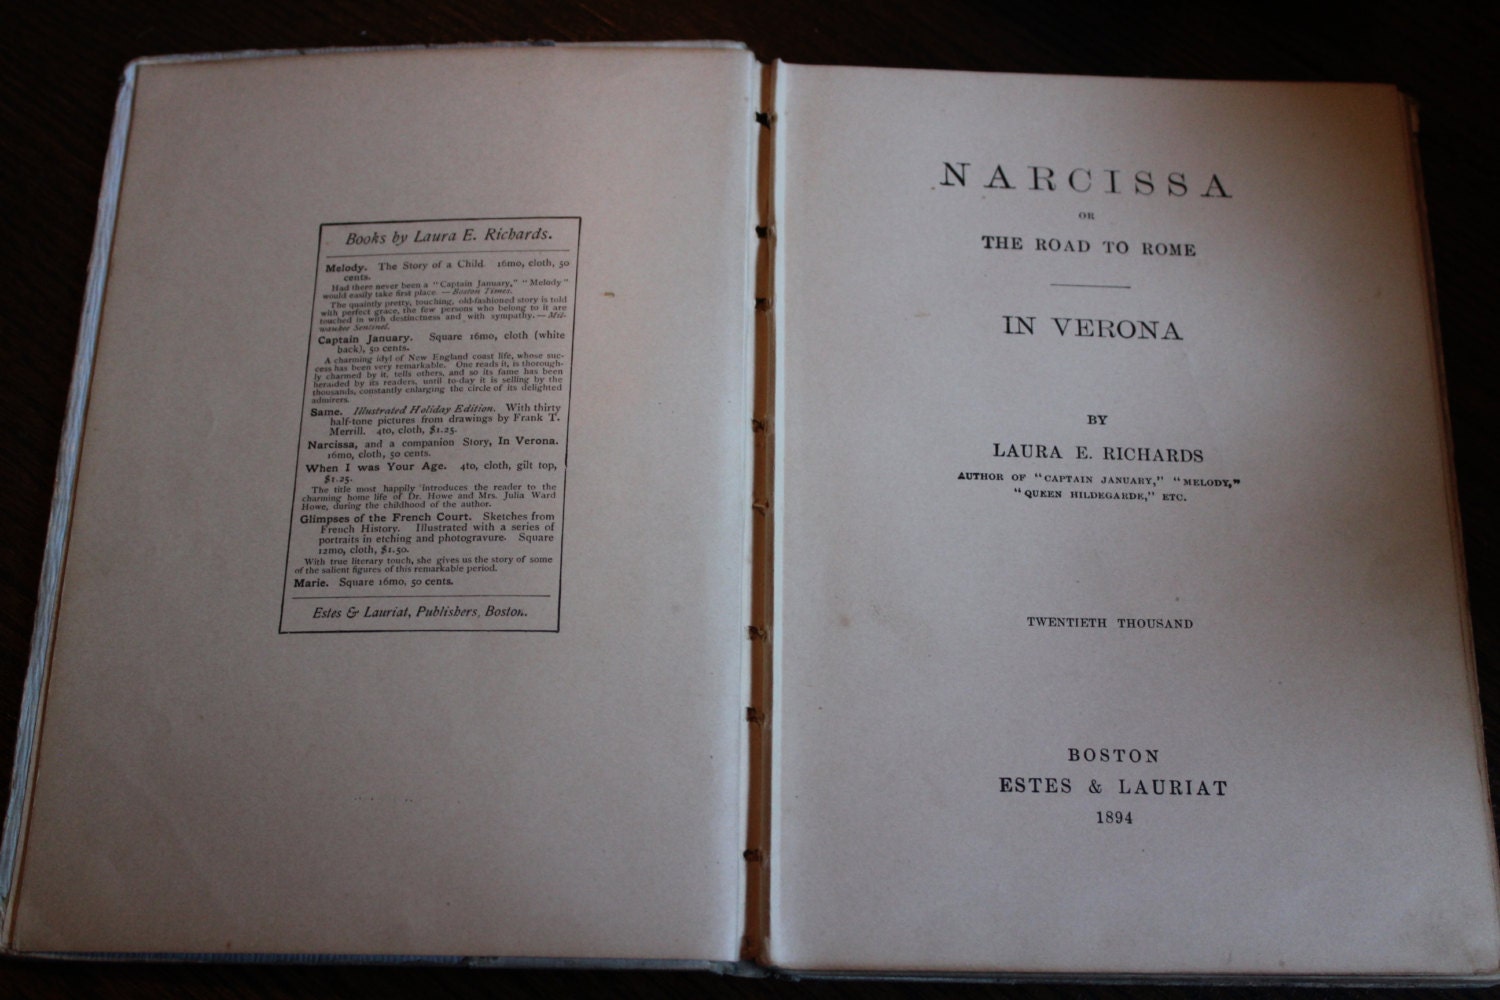 Books by Laura E. Richards.
Melody. The Story of a Child. 16mo, cloth, 50
cents.
Had there never been a "Captain January," "Melody"
would easily take first place. — Boston Times.
The quaintly pretty, touching, old-fashioned story is told
with perfect grace, the few persons who belong to it are
touched in with distinctness and with sympathy. — Mil-
waukee Sentinel.
Captain January. Square 16mo, cloth (white
back), 50 cents.
A charming idyl of New England coast life, whose suc-
cess has been very remarkable. One reads it, is thorough-
ly charmed by it, tells others, and so its fame has been
heralded by its readers, until to-day it is selling by the
thousands, constantly enlarging the circle of its delighted
admirers.
Same. Illustrated Holiday Edition. With thirty
half-tone pictures from drawings by Frank T.
Merrill. 4to, cloth, $1.25.
Narcissa, and a companion Story, In Verona.
16mo, cloth, 50 cents.
When I was Your Age. 4to, cloth, gilt top,
$1.25.
The title most happily introduces the reader to the
charming home life of Dr. Howe and Mrs. Julia Ward
Howe, during the childhood of the author.
Glimpses of the French Court. Sketches from
French History. Illustrated with a series of
portraits in etching and photogravure. Square
12mo, cloth, $1.50.
With true literary touch, she gives us the story of some
of the salient figures of this remarkable period.
Marie. Square 16mo, 50 cents.
Estes & Lauriat, Publishers, Boston.
NARCISSA
OR
THE ROAD TO ROME
IN VERONA
BY
LAURA E. RICHARDS
AUTHOR OF "CAPTAIN JANUARY," "MELODY,"
"QUEEN HILDEGARDE," ETC.
TWENTIETH THOUSAND
BOSTON
ESTES & LAURIAT
1894